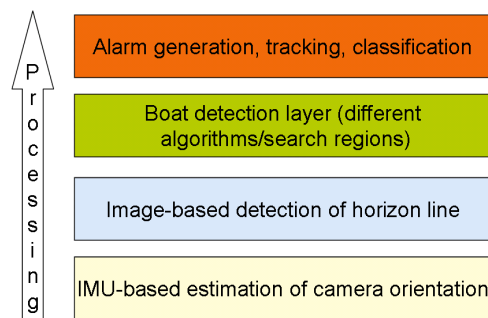 Processing
Alarm generation, tracking, classification
Boat detection layer (different
algorithms/search regions)
Image-based detection of horizon line
IMU-based estimation of camera orientation